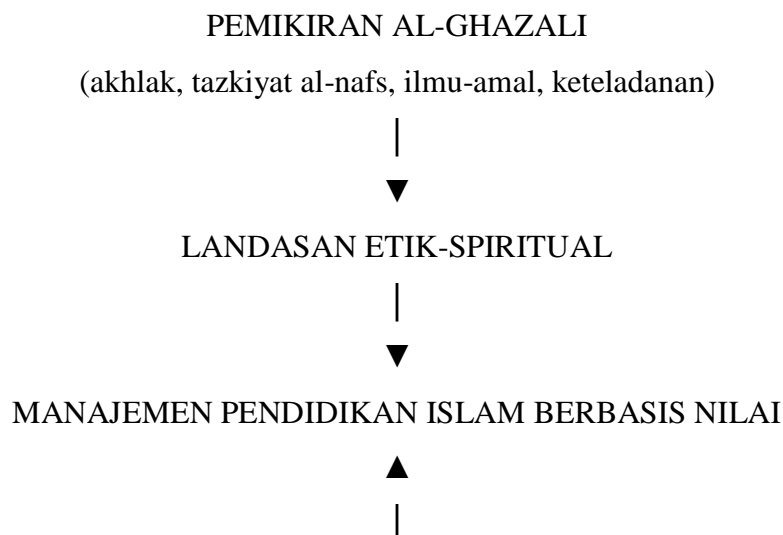 PEMIKIRAN AL-GHAZALI
(akhlak, tazkiyat al-nafs, ilmu-amal, keteladanan)
│
▼
LANDASAN ETIK-SPIRITUAL
│
▼
MANAJEMEN PENDIDIKAN ISLAM BERBASIS NILAI
▲
│